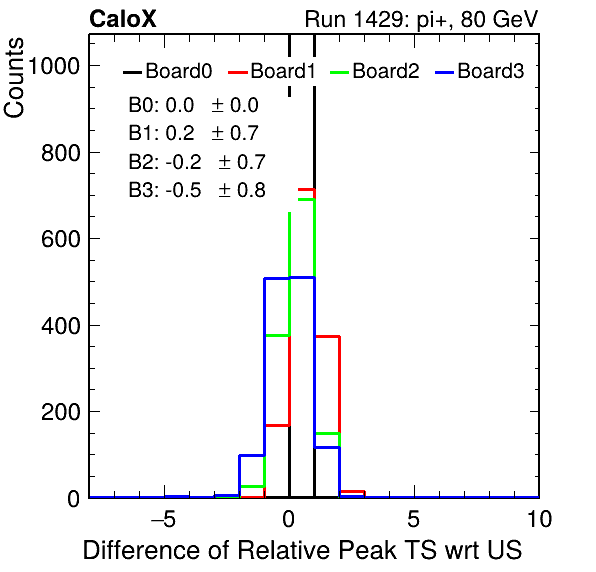 CaloX Run 1429: pi+, 80 GeV
Counts
1000
800
600
400
200
0
Board0 Board1 Board2 Board3
B0: 0.0 ± 0.0
B1: 0.2 ± 0.7
B2: -0.2 ± 0.7
B3: -0.5 ± 0.8
−5 0 5 10
Difference of Relative Peak TS wrt US